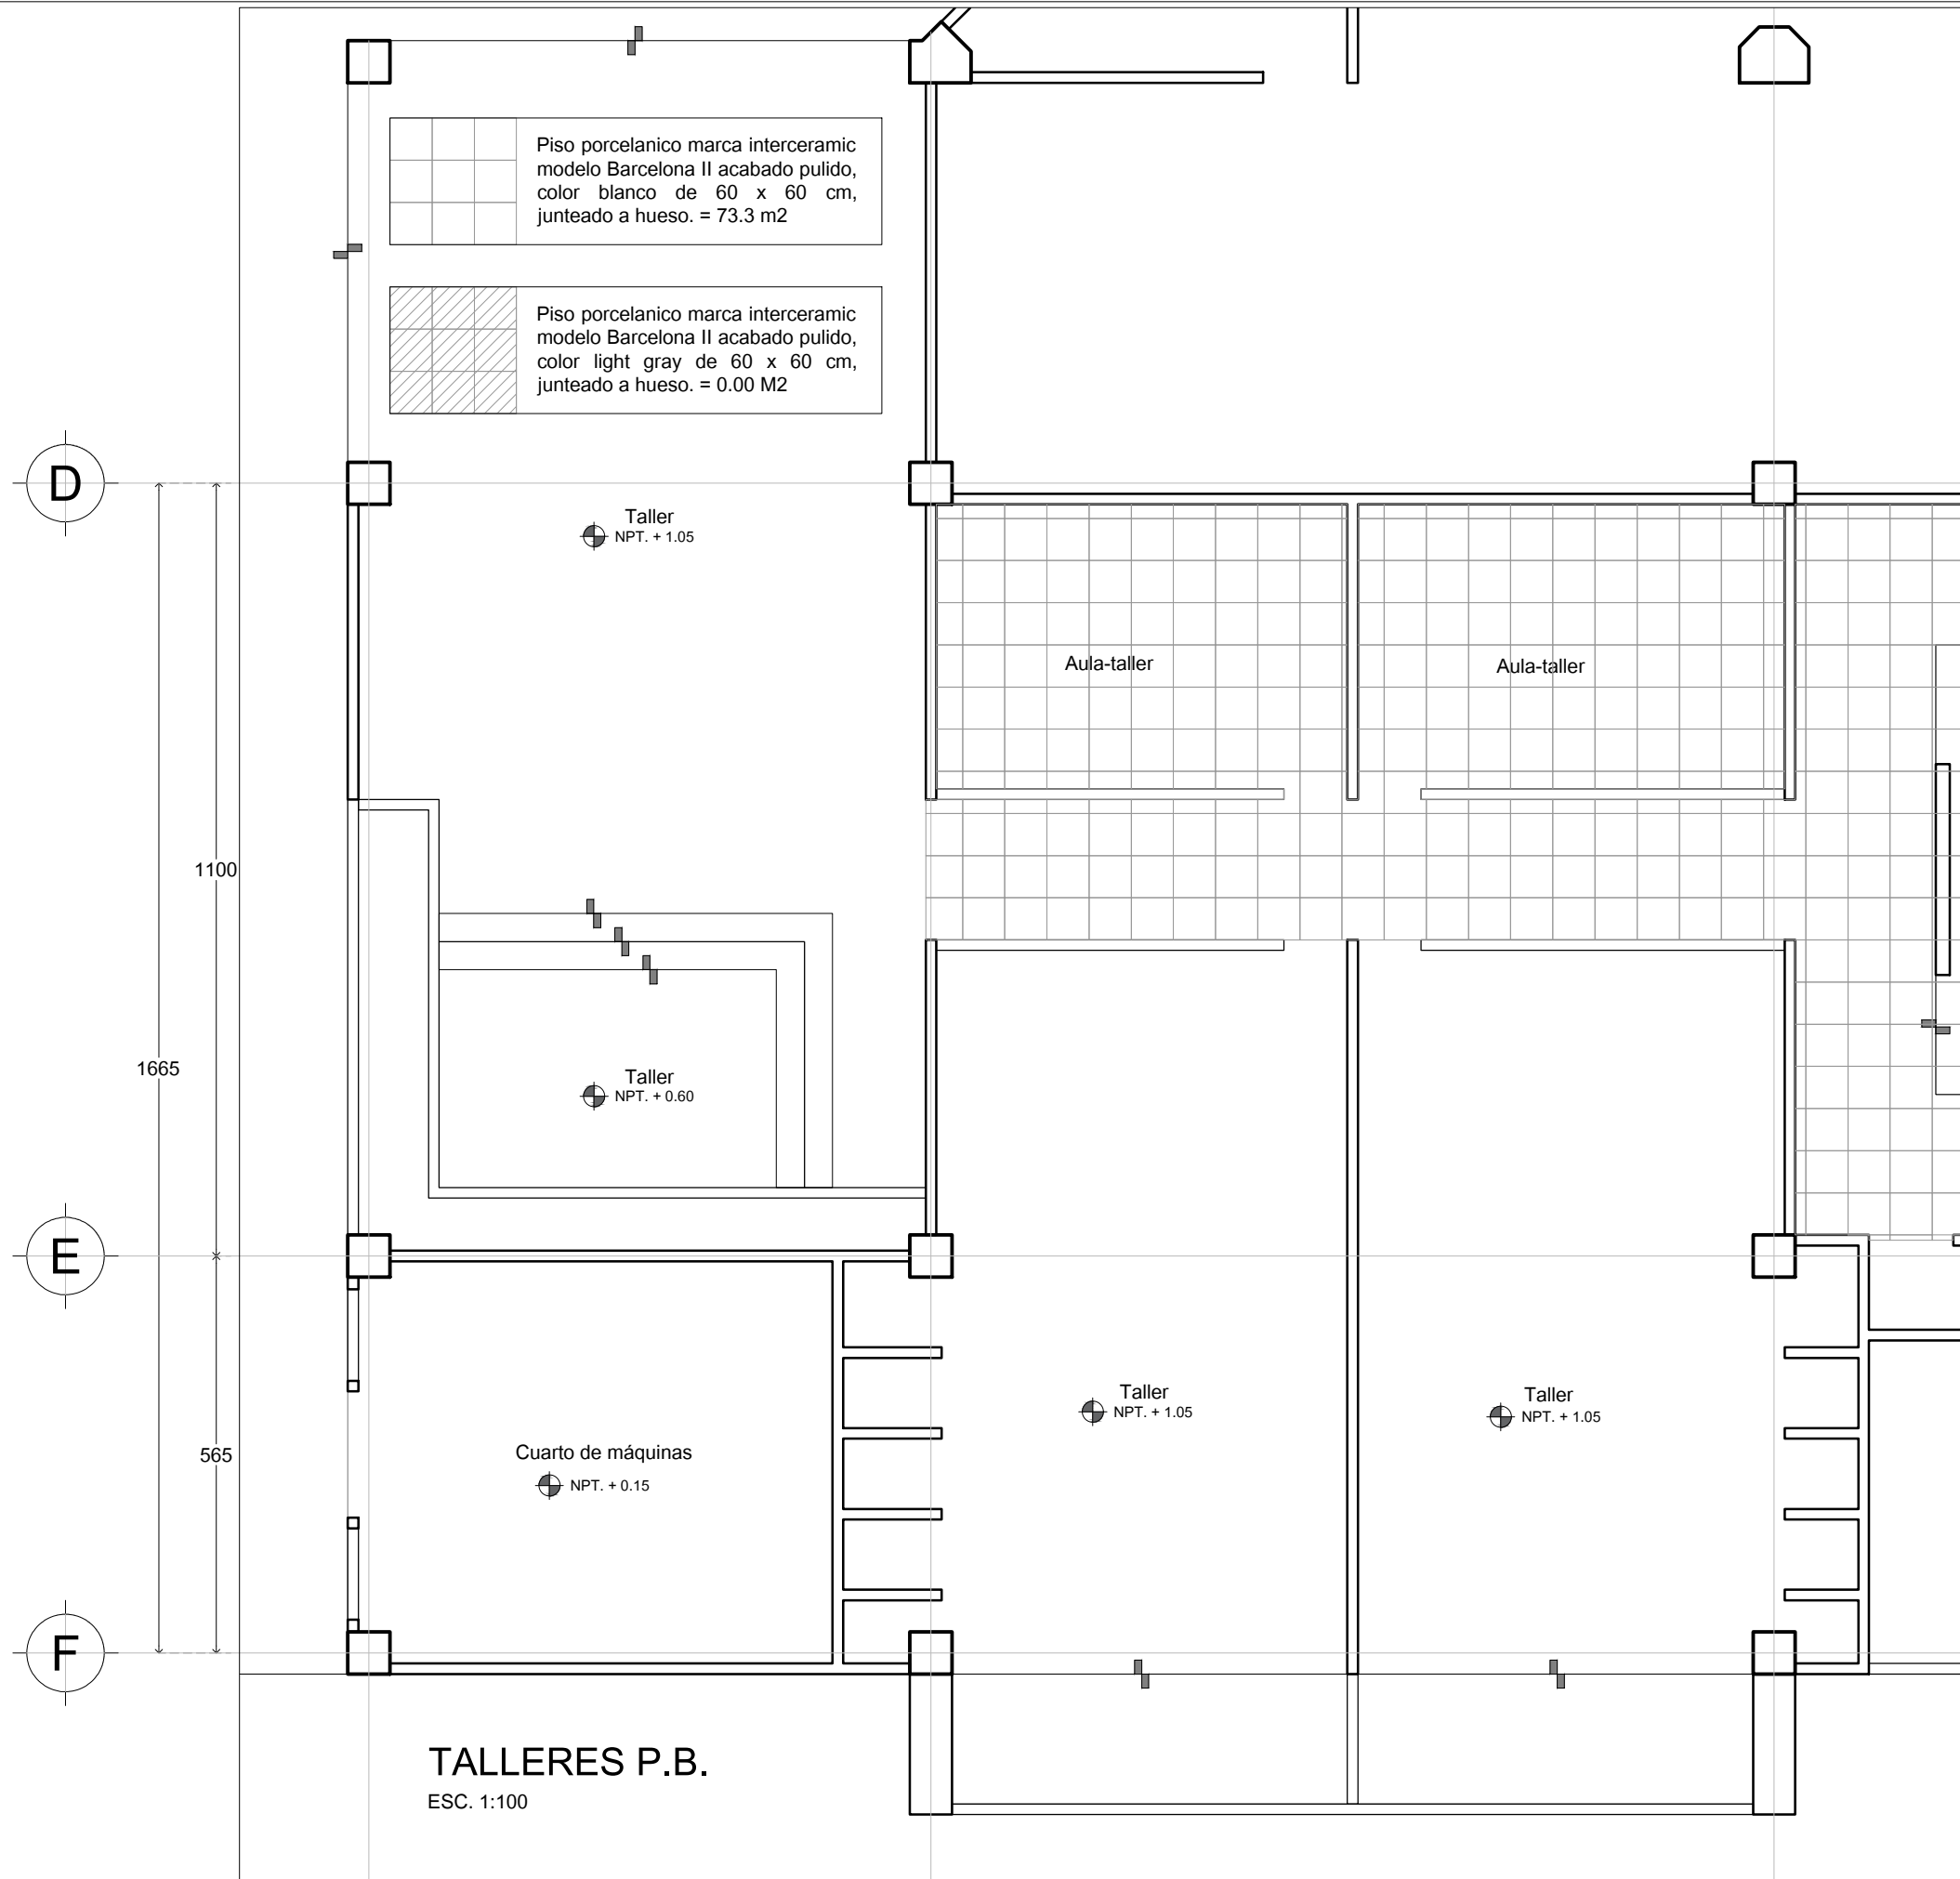 Piso porcelanico marca interceramic
modelo Barcelona II acabado pulido,
color blanco de 60 x 60 cm,
junteado a hueso. = 73.3 m2
Piso porcelanico marca interceramic
modelo Barcelona II acabado pulido,
color light gray de 60 x 60 cm,
junteado a hueso. = 0.00 M2
D
Taller
NPT. + 1.05
Aula-taller
Aula-taller
1100
1665
Taller
NPT. + 0.60
E
Taller
NPT. + 1.05
Taller
NPT. + 1.05
565
Cuarto de máquinas
NPT. + 0.15
F
TALLERES P.B.
ESC. 1:100